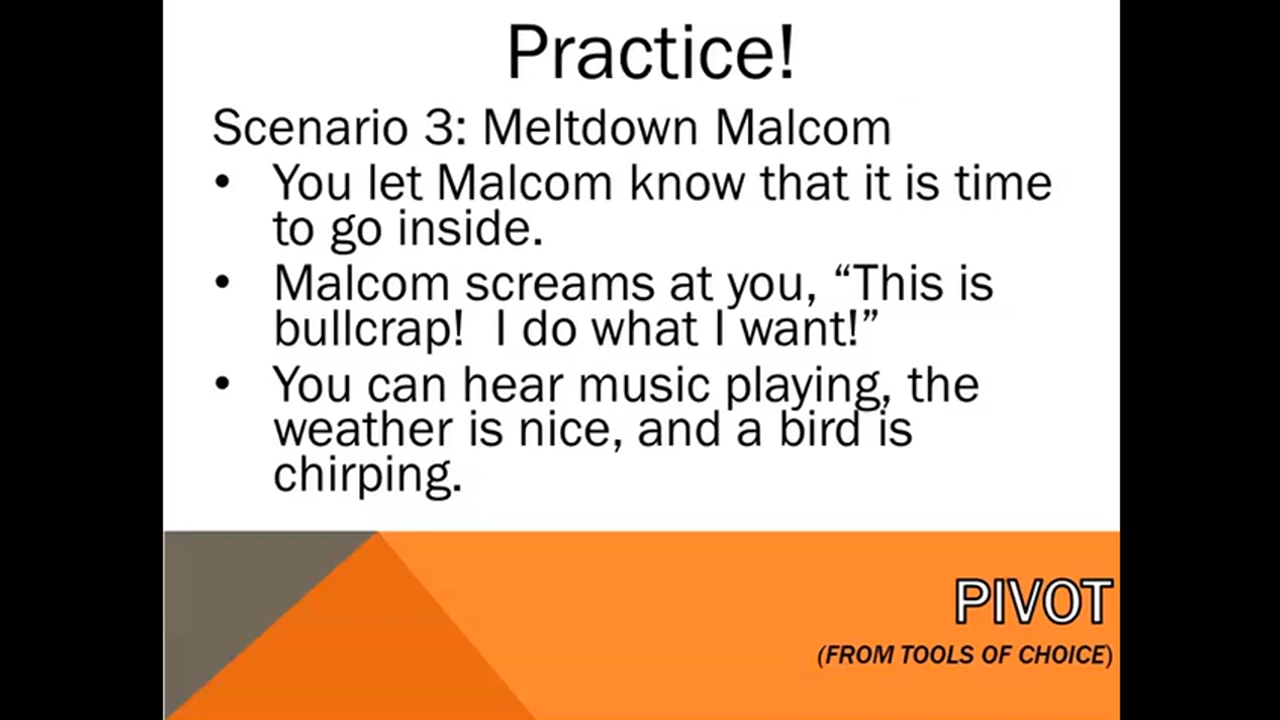 Practice!
Scenario 3: Meltdown Malcom
• You let Malcom know that it is time
to go inside.
• Malcom screams at you, “This is
bullcrap!  I do what I want!”
• You can hear music playing, the
weather is nice, and a bird is
chirping.
PIVOT
(FROM TOOLS OF CHOICE)